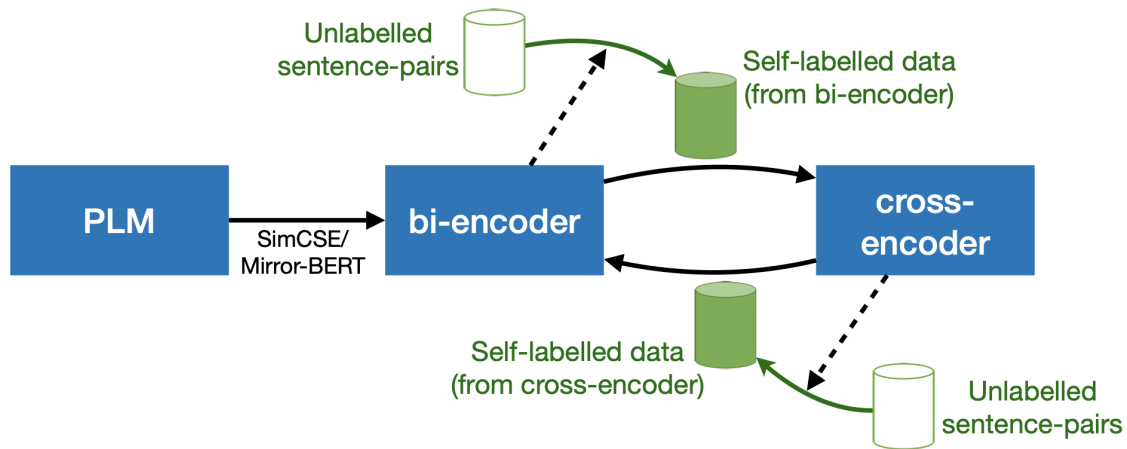 Unlabelled
sentence-pairs
Self-labelled data
(from bi-encoder)
PLM
SimCSE/
Mirror-BERT
bi-encoder
cross-
encoder
Self-labelled data
(from cross-encoder)
Unlabelled
sentence-pairs